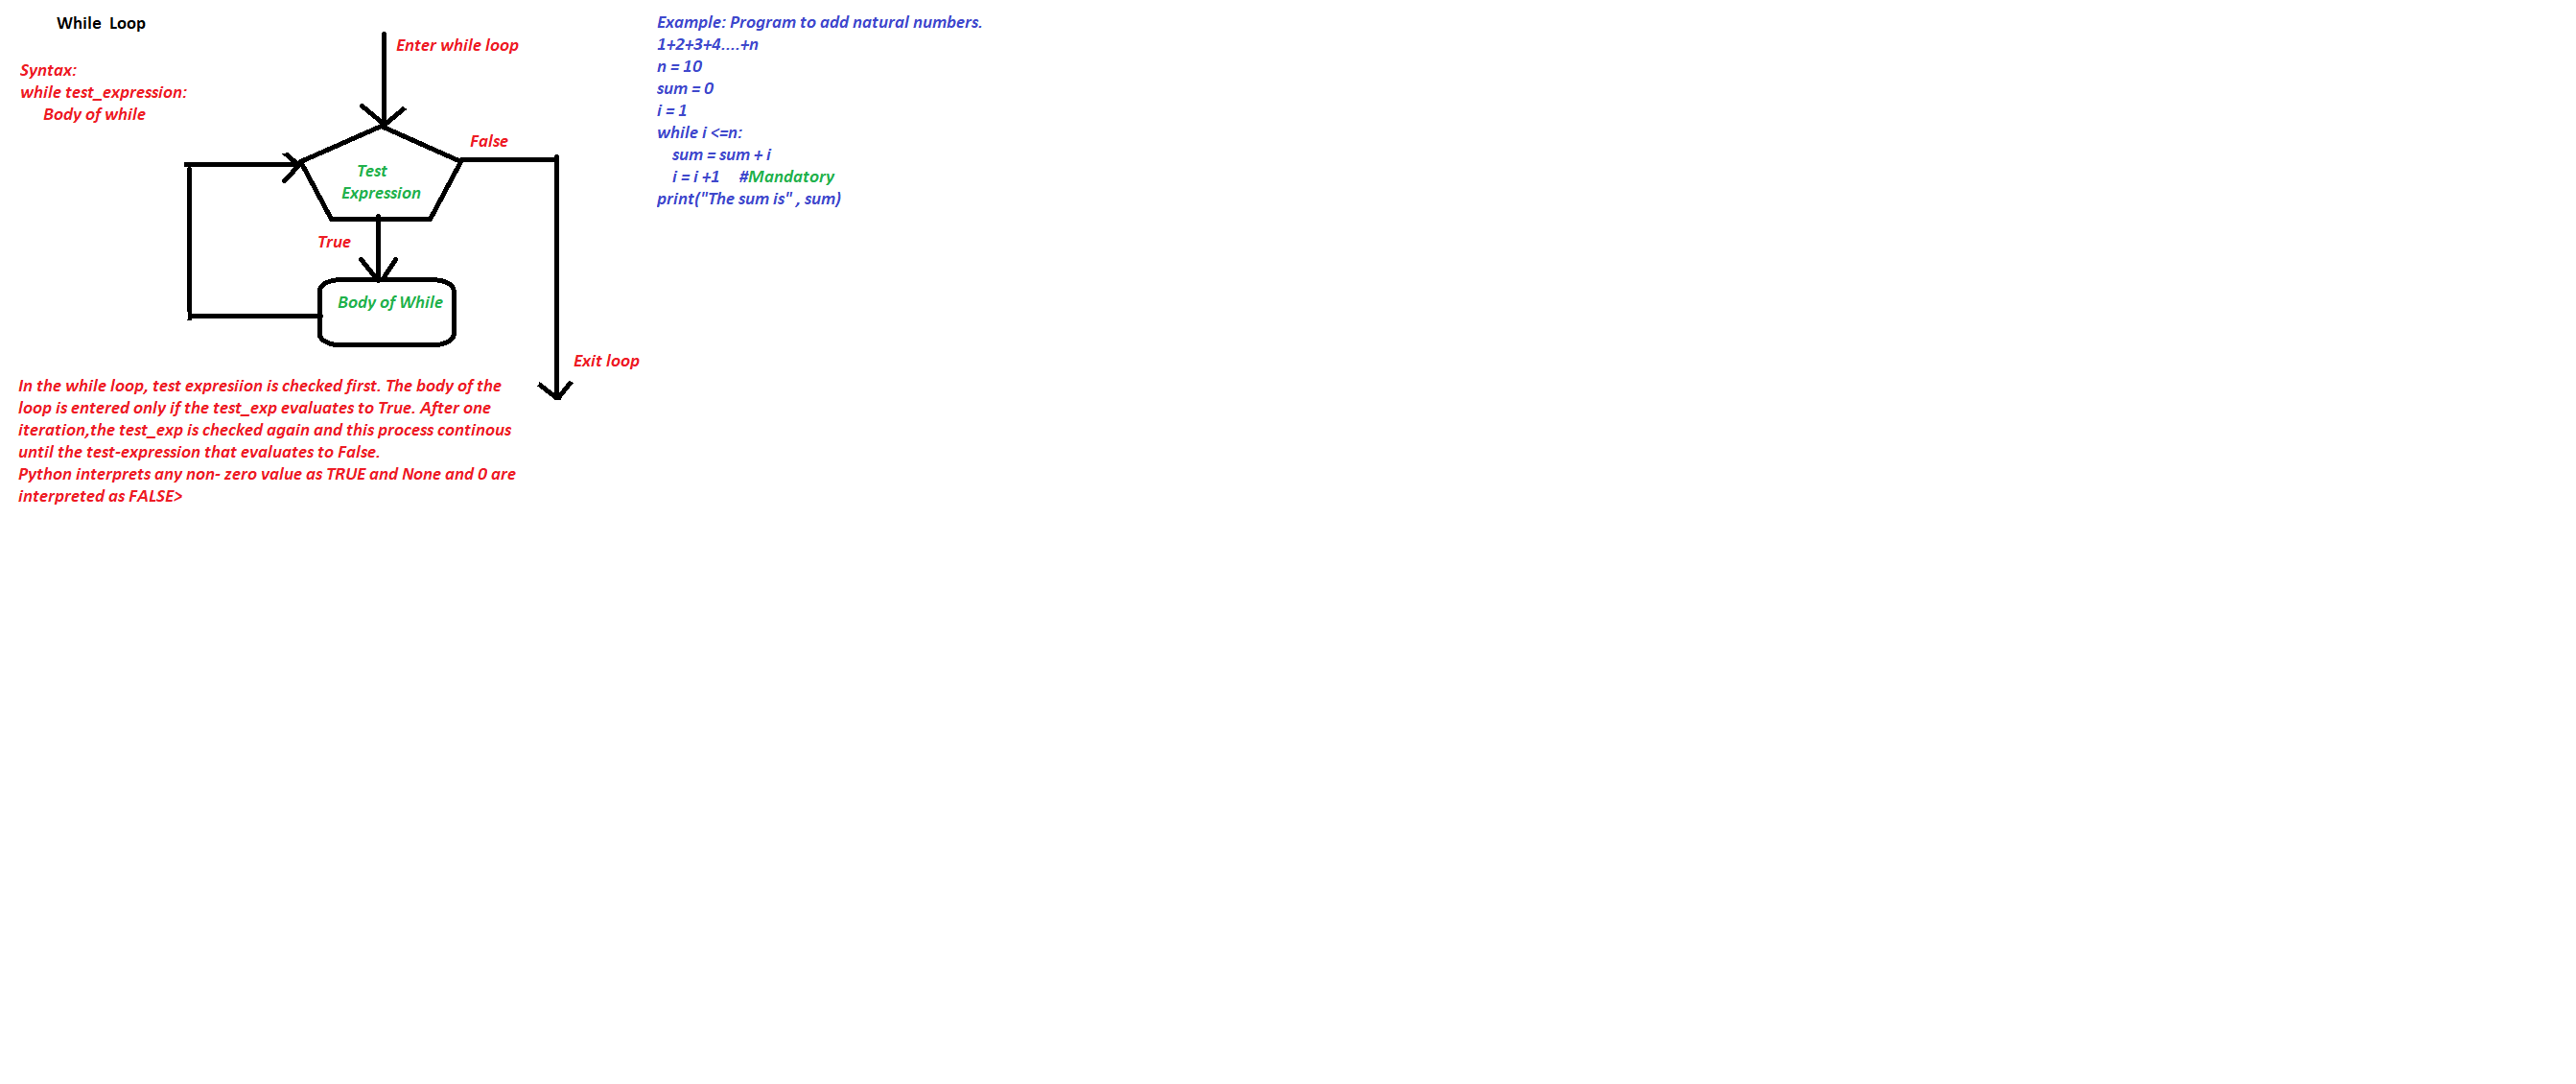 While  Loop
Syntax:
while test_expression:
Body of while
Enter while loop
False
Test
Expression
True
Body of While
Exit loop
In the while loop, test expresiion is checked first. The body of the
loop is entered only if the test_exp evaluates to True. After one
iteration,the test_exp is checked again and this process continous
until the test-expression that evaluates to False.
Python interprets any non- zero value as TRUE and None and 0 are
interpreted as FALSE>
Example: Program to add natural numbers.
1+2+3+4....+n
n = 10
sum = 0
i = 1
while i <=n:
sum = sum + i
i = i +1     #Mandatory
print("The sum is" , sum)